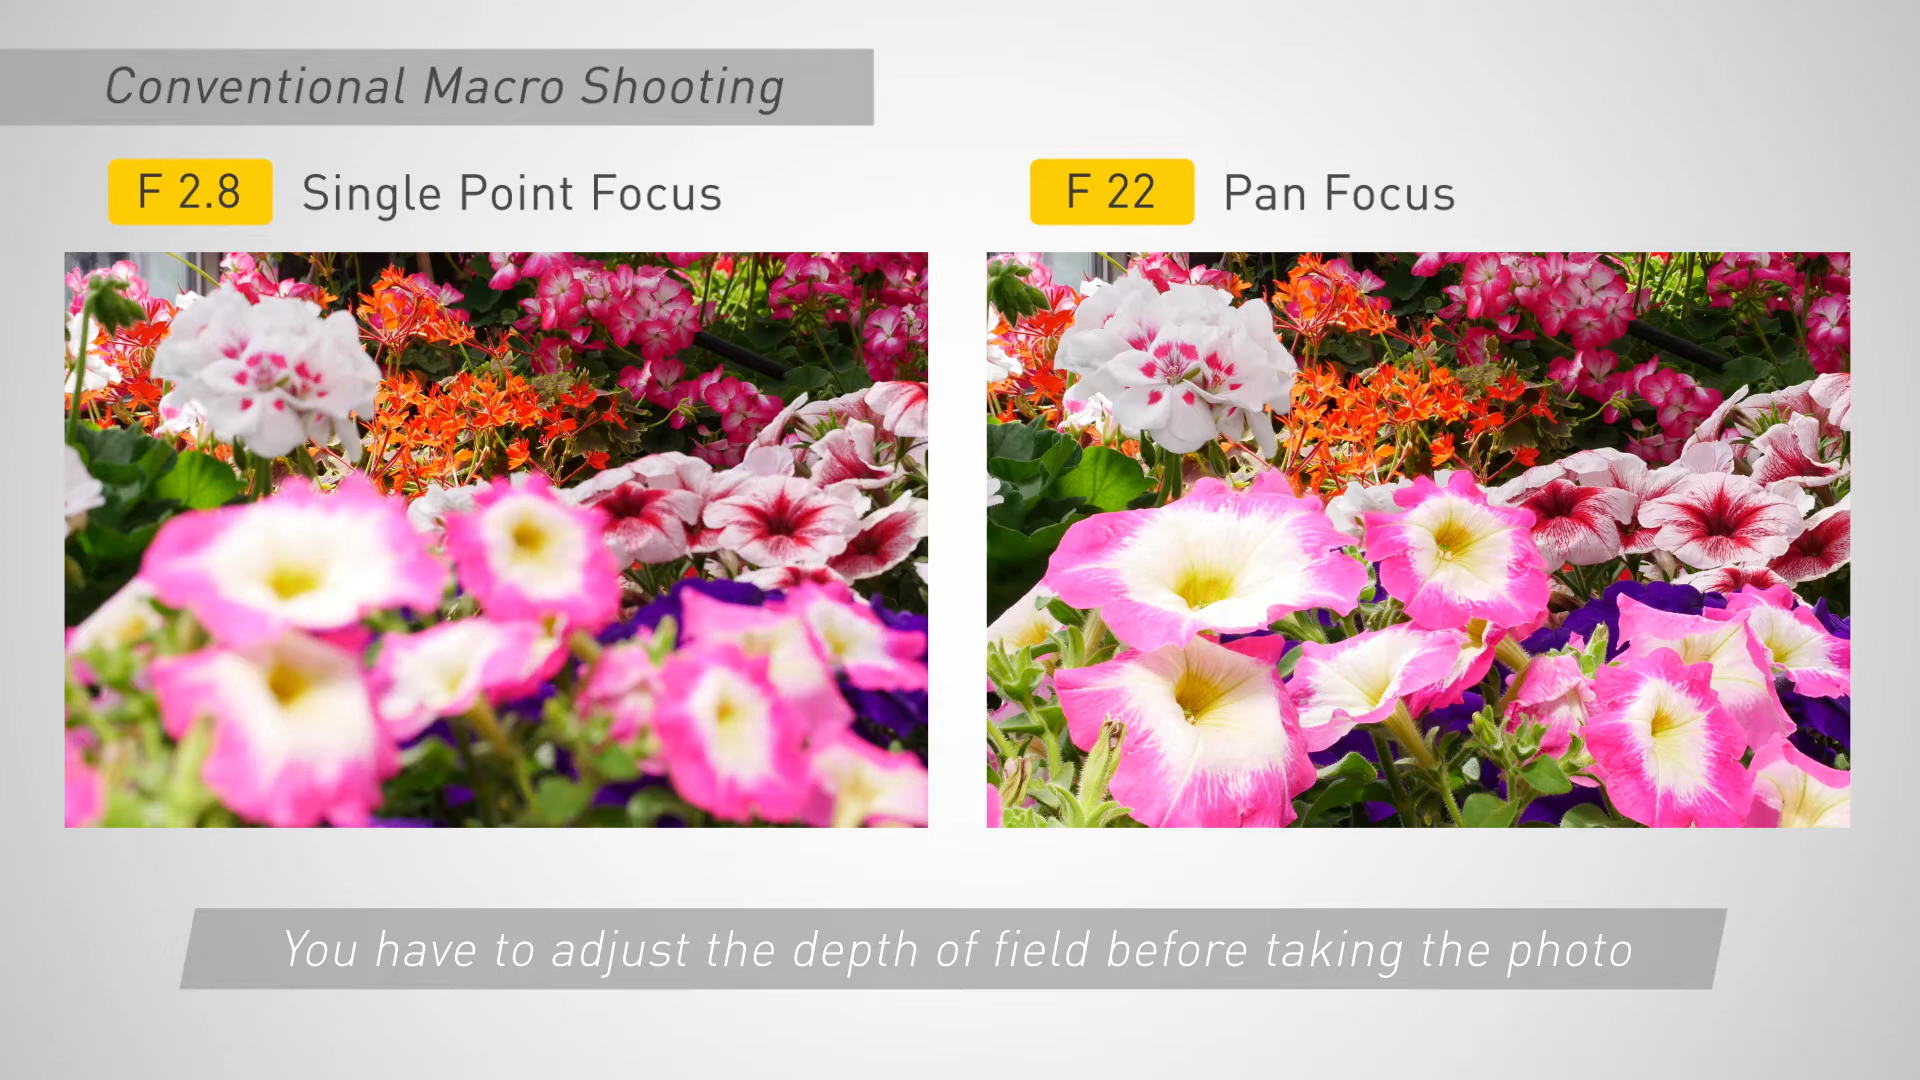 Conventional Macro Shooting
F 2.8 Single Point Focus
F 22 Pan Focus
You have to adjust the depth of field before taking the photo